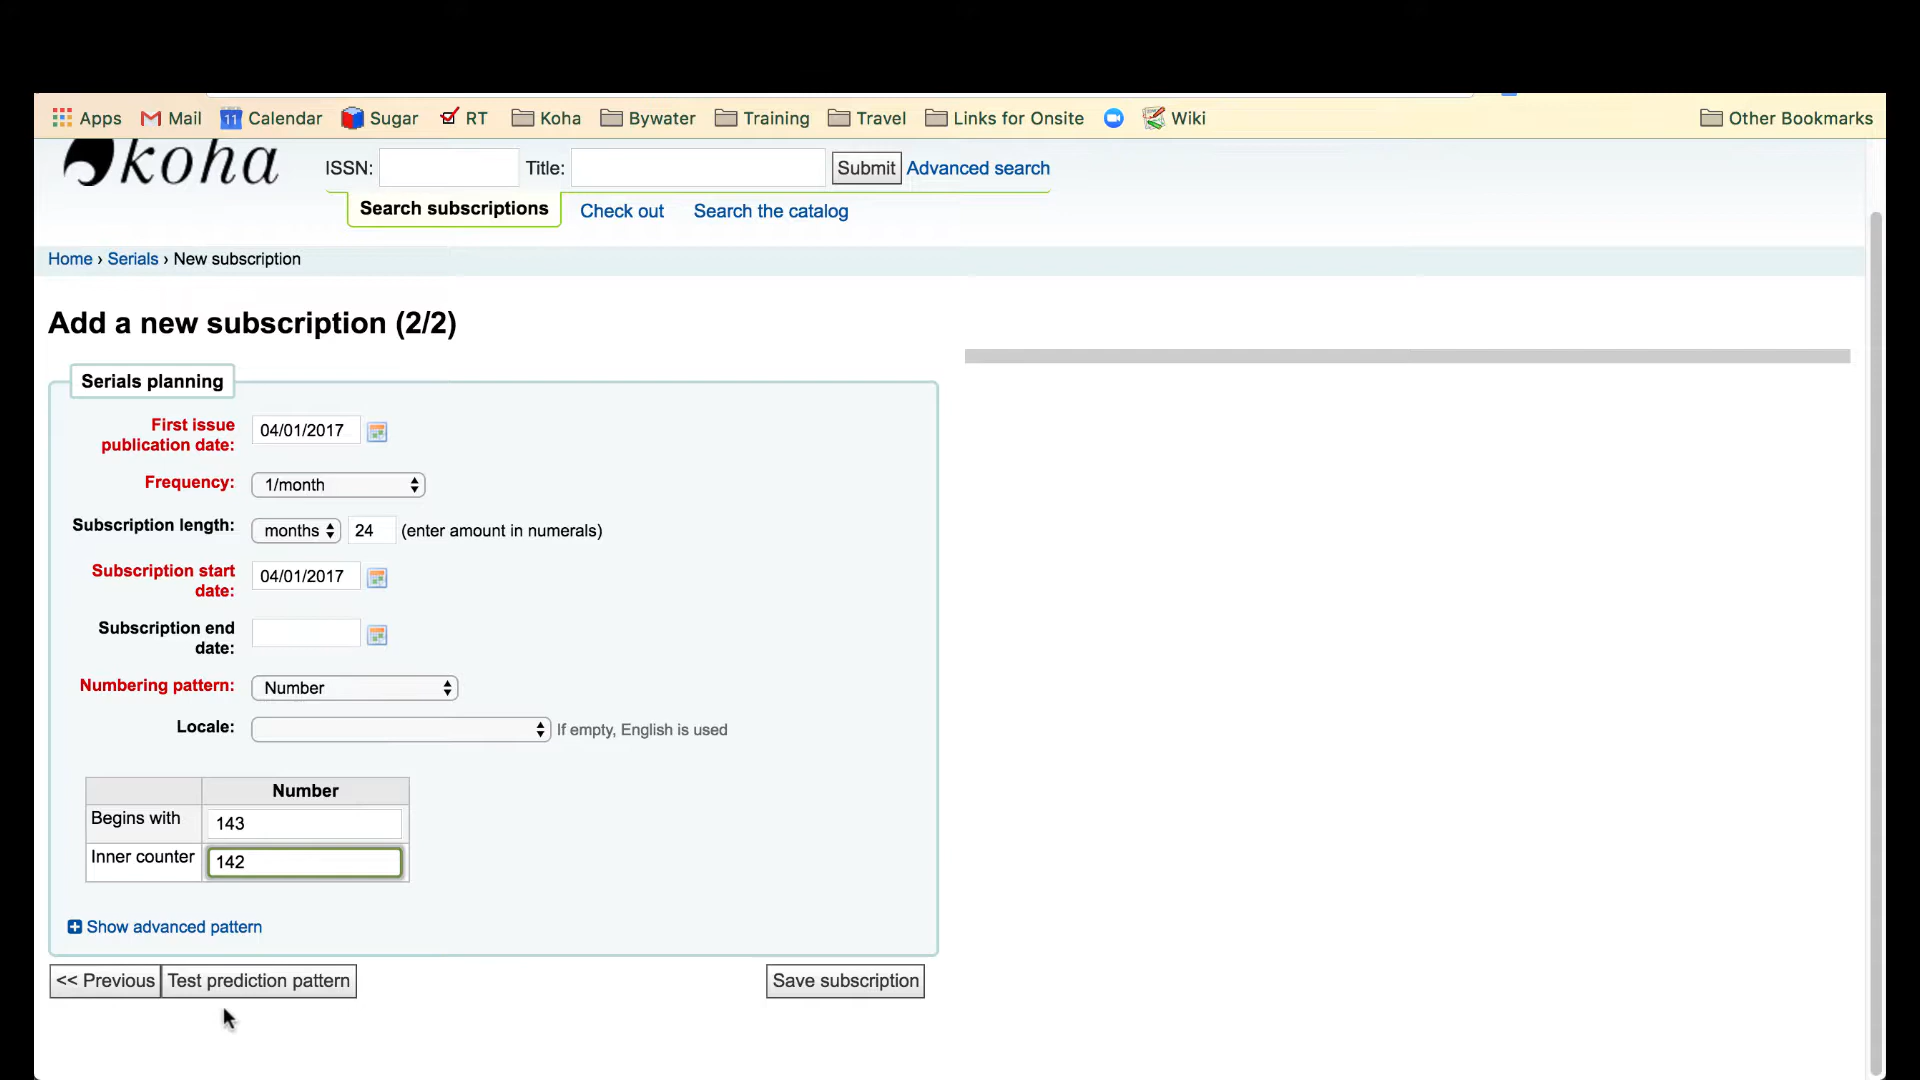 Apps Mail 11 Calendar Sugar RT Koha Bywater Training Travel Links for Onsite Wiki Other Bookmarks
koha ISSN: Title: Submit Advanced search
Search subscriptions Check out Search the catalog
Home › Serials › New subscription
Add a new subscription (2/2)
Serials planning
First issue
publication date: 04/01/2017
Frequency: 1/month
Subscription length: months 24 (enter amount in numerals)
Subscription start
date: 04/01/2017
Subscription end
date:
Numbering pattern: Number
Locale: If empty, English is used
Number
Begins with 143
Inner counter 142
Show advanced pattern
<< Previous Test prediction pattern Save subscription